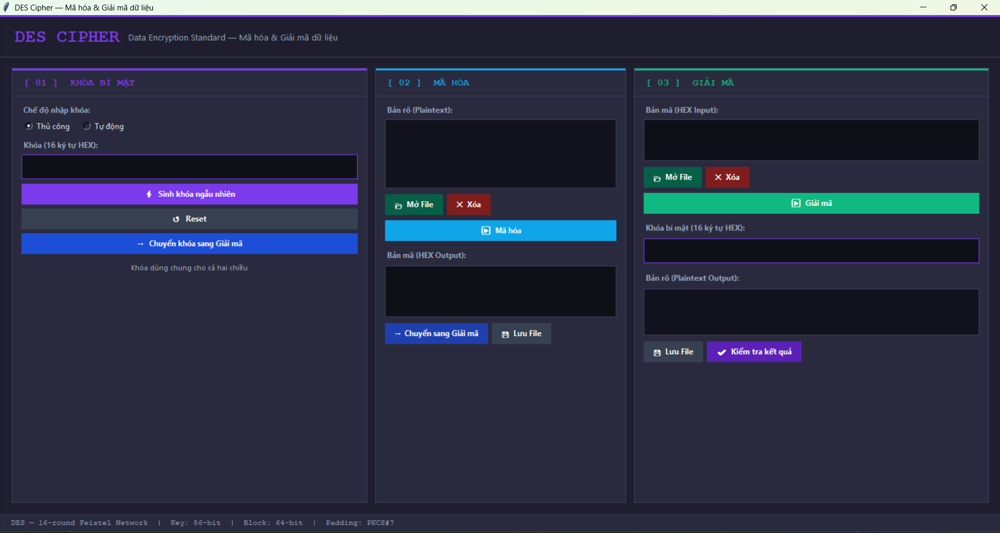 DES Cipher — Mã hóa & Giải mã dữ liệu
DES CIPHER Data Encryption Standard — Mã hóa & Giải mã dữ liệu
[ 01 ] KHÓA BÍ MẬT
Chế độ nhập khóa:
Thủ công Tự động
Khóa (16 ký tự HEX):
Sinh khóa ngẫu nhiên
Reset
→ Chuyển khóa sang Giải mã
Khóa dùng chung cho cả hai chiều
[ 02 ] MÃ HÓA
Bản rõ (Plaintext):
Mở File ✕ Xóa
Mã hóa
Bản mã (HEX Output):
→ Chuyển sang Giải mã Lưu File
[ 03 ] GIẢI MÃ
Bản mã (HEX Input):
Mở File ✕ Xóa
Giải mã
Khóa bí mật (16 ký tự HEX):
Bản rõ (Plaintext Output):
Lưu File ✔ Kiểm tra kết quả
DES — 16-round Feistel Network | Key: 56-bit | Block: 64-bit | Padding: PKCS#7